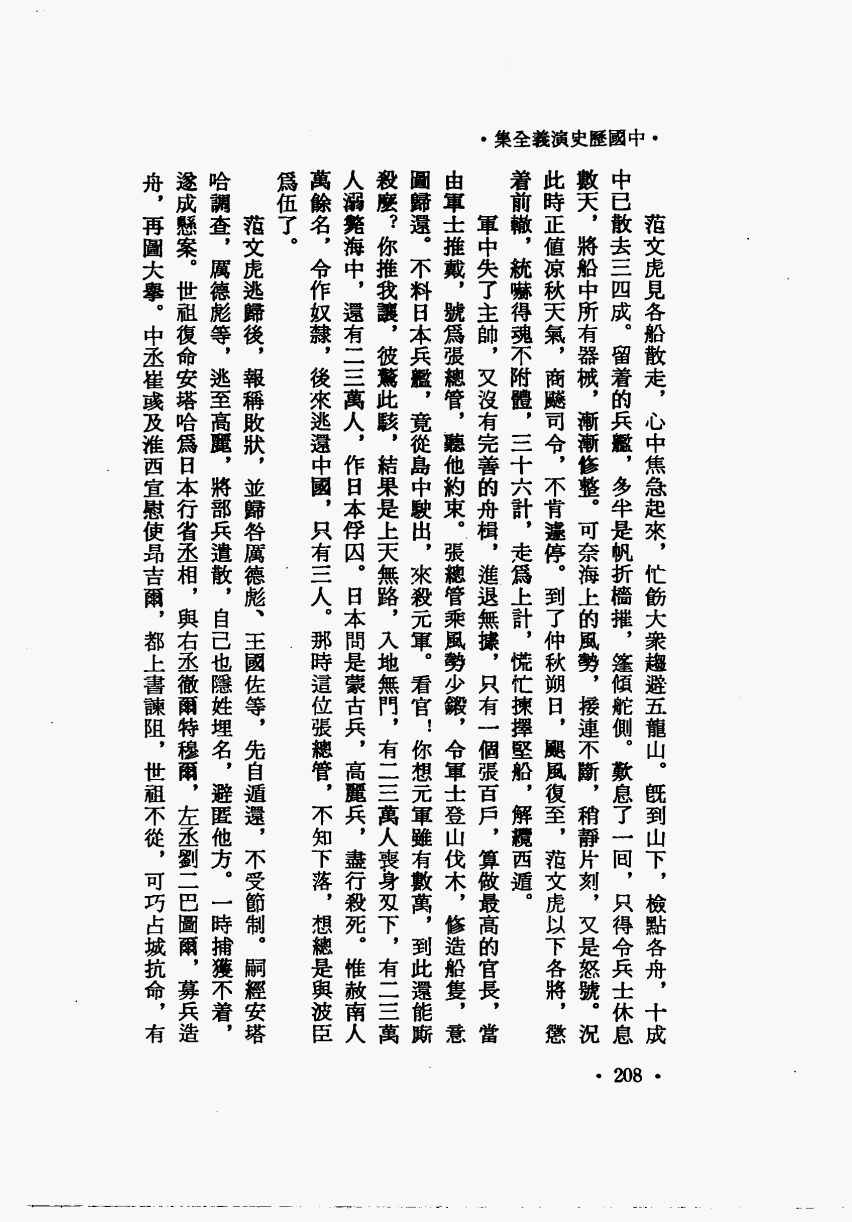 ·中國歷史演義全集·
范文虎見各船散走，心中焦急起來，忙飭大衆趨避五龍山。旣到山下，檢點各舟，十成
中已散去三四成。留着的兵艦，多半是帆折檣摧，篷傾舵側。歎息了一囘，只得令兵士休息
數天，將船中所有器械，漸漸修整。可奈海上的風勢，接連不斷，稍靜片刻，又是怒號。況
此時正値凉秋天氣，商飈司令，不肯遽停。到了仲秋朔日，颶風復至，范文虎以下各將，懲
着前轍，統嚇得魂不附體，三十六計，走爲上計，慌忙揀擇堅船，解纜西遁。
軍中失了主帥，又沒有完善的舟楫，進退無據，只有一個張百戶，算做最高的官長，當
由軍士推戴，號爲張總管，聽他約束。張總管乘風勢少鍛，令軍士登山伐木，修造船隻，意
圖歸還。不料日本兵艦，竟從島中駛出，來殺元軍。看官！你想元軍雖有數萬，到此還能廝
殺麼？你推我讓，彼驚此駭，結果是上天無路，入地無門，有二三萬人喪身刄下，有二三萬
人溺斃海中，還有二三萬人，作日本俘囚。日本問是蒙古兵，高麗兵，盡行殺死。惟赦南人
萬餘名，令作奴隸，後來逃還中國，只有三人。那時這位張總管，不知下落，想總是與波臣
爲伍了。
范文虎逃歸後，報稱敗狀，並歸咎厲德彪、王國佐等，先自遁還，不受節制。嗣經安塔
哈調查，厲德彪等，逃至高麗，將部兵遣散，自己也隱姓埋名，避匿他方。一時捕獲不着，
遂成懸案。世祖復命安塔哈爲日本行省丞相，與右丞徹爾特穆爾，左丞劉二巴圖爾，募兵造
舟，再圖大擧。中丞崔彧及淮西宣慰使昂吉爾，都上書諫阻，世祖不從，可巧占城抗命，有
·208·